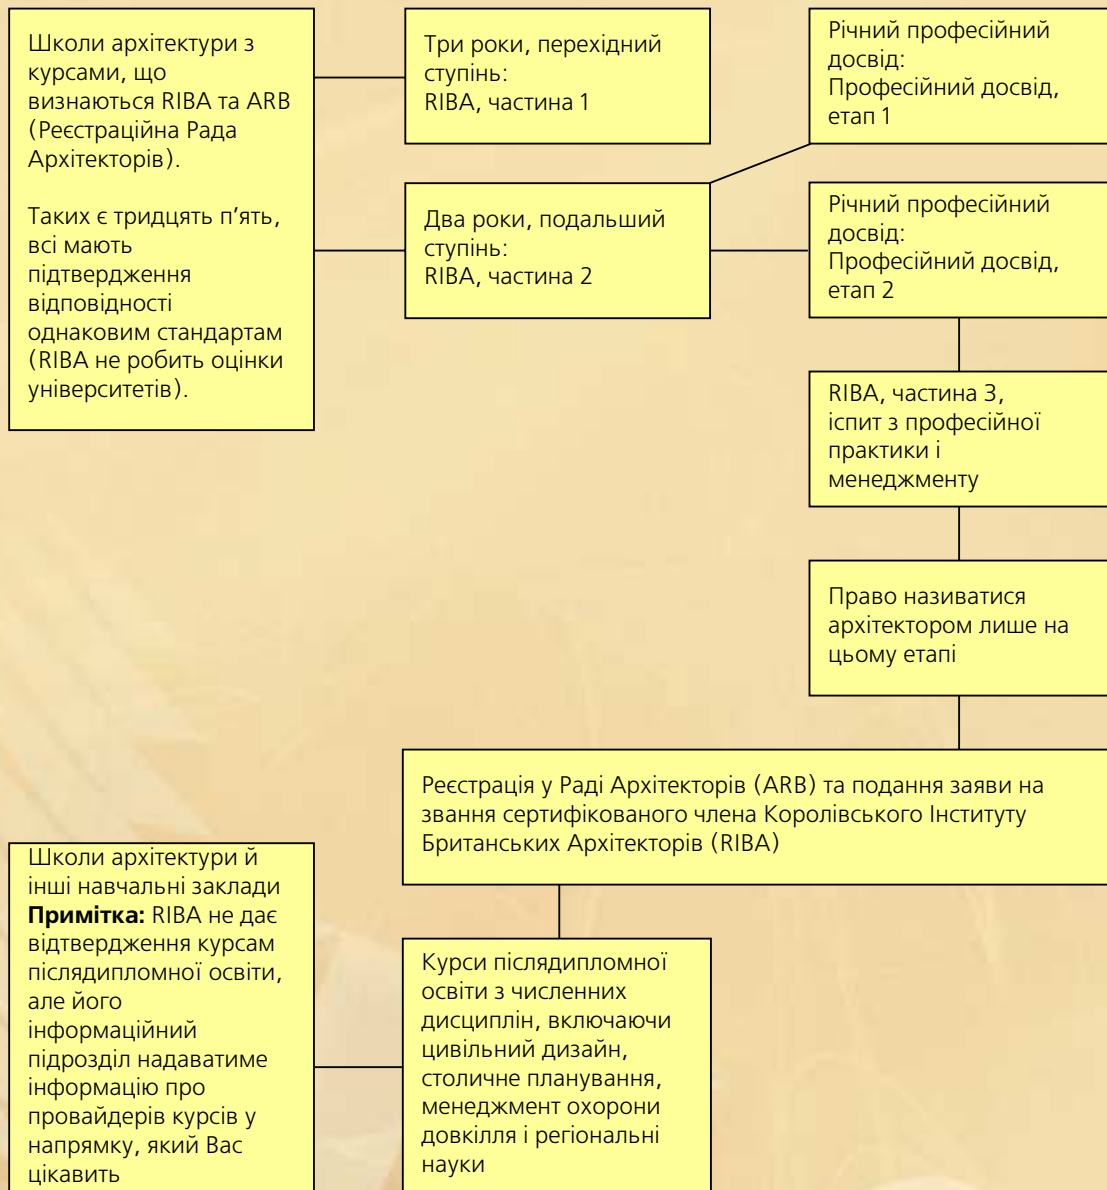 Школи архітектури з
курсами, що
визнаються RIBA та ARB
(Реєстраційна Рада
Архітекторів).
Таких є тридцять п’ять,
всі мають
підтвердження
відповідності
однаковим стандартам
(RIBA не робить оцінки
університетів).
Три роки, перехідний
ступінь:
RIBA, частина 1
Річний професійний
досвід:
Професійний досвід,
етап 1
Два роки, подальший
ступінь:
RIBA, частина 2
Річний професійний
досвід:
Професійний досвід,
етап 2
RIBA, частина 3,
іспит з професійної
практики і
менеджменту
Право називатися
архітектором лише на
цьому етапі
Реєстрація у Раді Архітекторів (ARB) та подання заяви на
звання сертифікованого члена Королівського Інституту
Британських Архітекторів (RIBA)
Школи архітектури й
інші навчальні заклади
Примітка: RIBA не дає
відтвердження курсам
післядипломної освіти,
але його
інформаційний
підрозділ надаватиме
інформацію про
провайдерів курсів у
напрямку, який Вас
цікавить
Курси післядипломної
освіти з численних
дисциплін, включаючи
цивільний дизайн,
столичне планування,
менеджмент охорони
довкілля і регіональні
науки